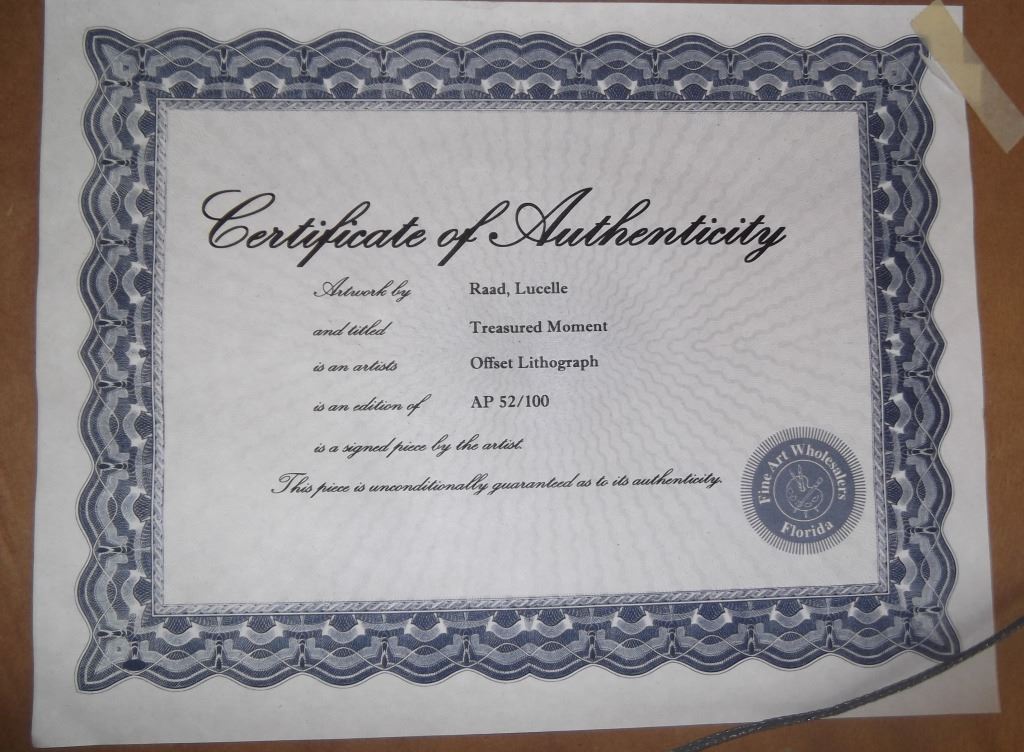 Certificate of Authenticity
Artwork by Raad, Lucelle
and titled Treasured Moment
is an artists Offset Lithograph
is an edition of AP 52/100
is a signed piece by the artist.
This piece is unconditionally guaranteed as to its authenticity.
Fine Art Wholesalers
Florida